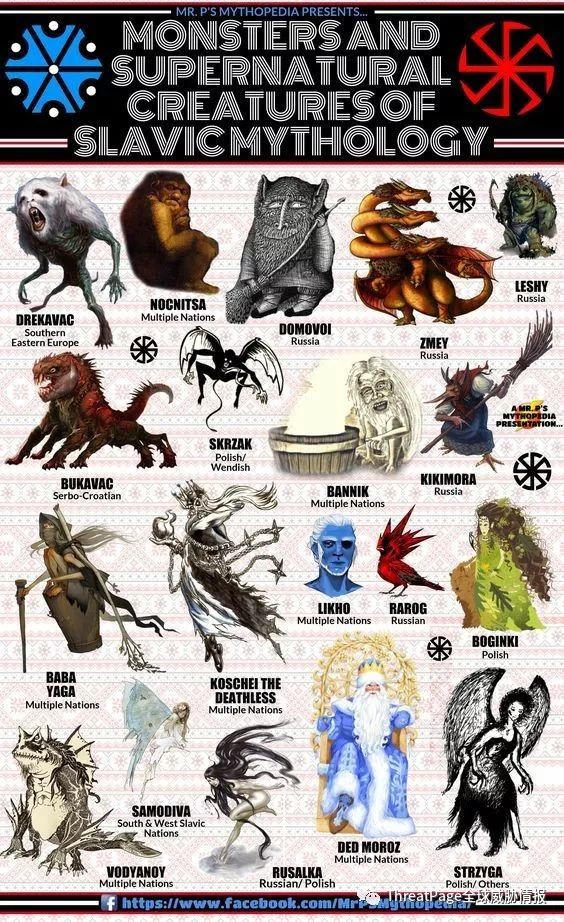 MR. P'S MYTHOPEDIA PRESENTS...
MONSTERS AND
SUPERNATURAL
CREATURES OF
SLAVIC MYTHOLOGY
DREKAVAC
Southern
Eastern Europe
NOCNITSA
Multiple Nations
DOMOVOI
Russia
ZMEY
Russia
LESHY
Russia
BUKAVAC
Serbo-Croatian
SKRZAK
Polish/
Wendish
BANNIK
Multiple Nations
KIKIMORA
Russia
A MR. P'S
MYTHOPEDIA
PRESENTATION...
BABA
YAGA
Multiple Nations
KOSCHEI THE
DEATHLESS
Multiple Nations
LIKHO
Multiple Nations
RAROG
Russian
BOGINKI
Polish
VODYANOY
Multiple Nations
SAMODIVA
South & West Slavic
Nations
RUSALKA
Russian/ Polish
DED MOROZ
Multiple Nations
STRZYGA
Polish/ Others
https://www.facebook.com/MrPsMythopedia/
ThreatPage全球威胁情报